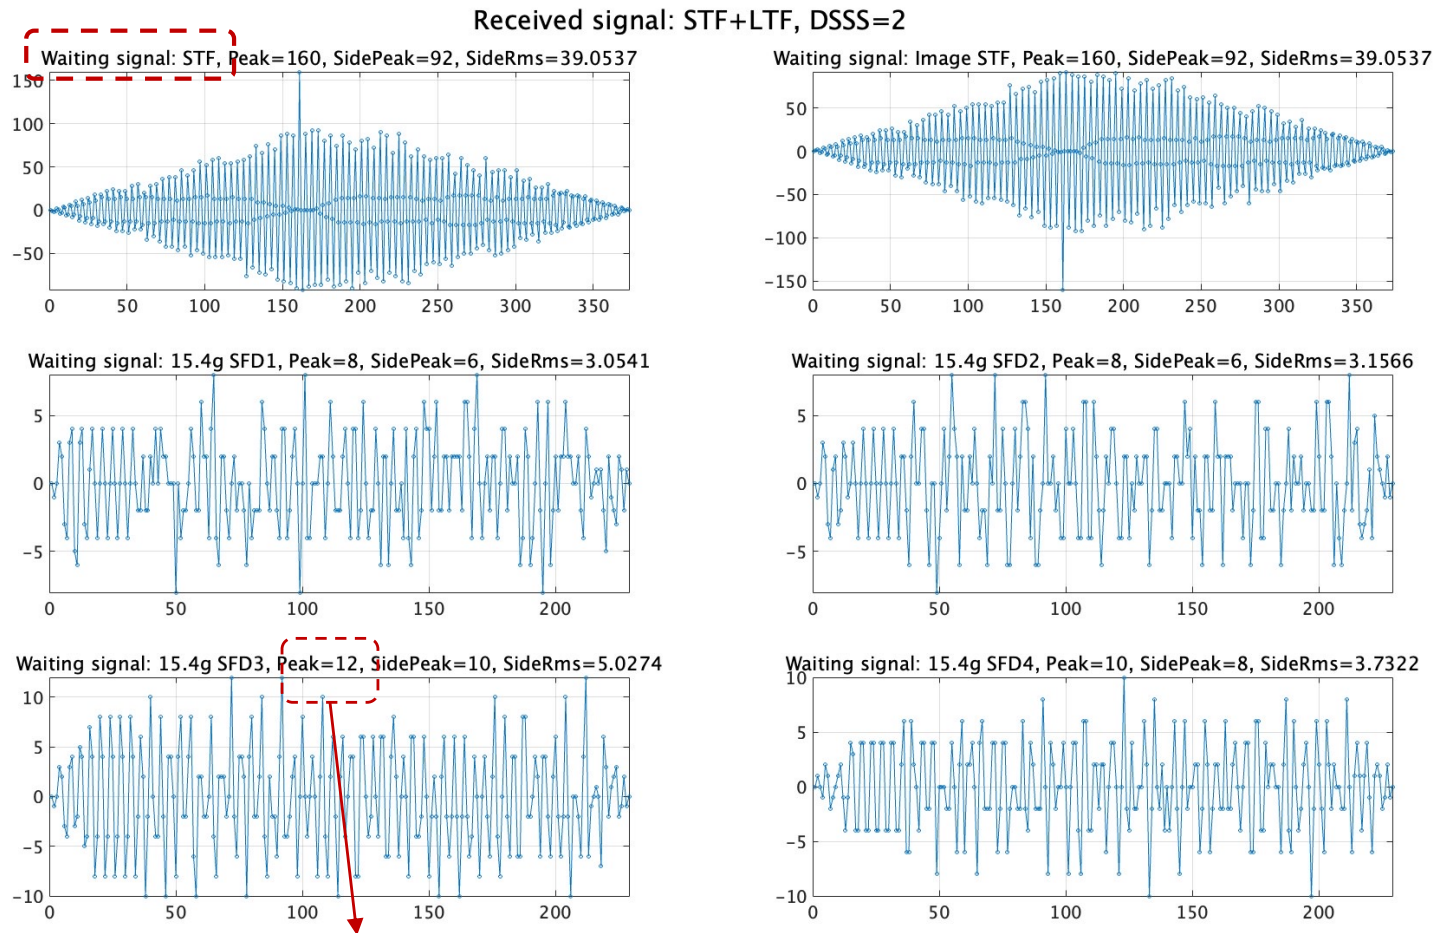 Received signal: STF+LTF, DSSS=2
Waiting signal: STF, Peak=160, SidePeak=92, SideRms=39.0537
150
100
50
0
−50
0 50 100 150 200 250 300 350
Waiting signal: Image STF, Peak=160, SidePeak=92, SideRms=39.0537
50
0
−50
−100
−150
0 50 100 150 200 250 300 350
Waiting signal: 15.4g SFD1, Peak=8, SidePeak=6, SideRms=3.0541
5
0
−5
0 50 100 150 200
Waiting signal: 15.4g SFD2, Peak=8, SidePeak=6, SideRms=3.1566
5
0
−5
0 50 100 150 200
Waiting signal: 15.4g SFD3, Peak=12, SidePeak=10, SideRms=5.0274
10
5
0
−5
−10
0 50 100 150 200
Waiting signal: 15.4g SFD4, Peak=10, SidePeak=8, SideRms=3.7322
10
5
0
−5
−10
0 50 100 150 200